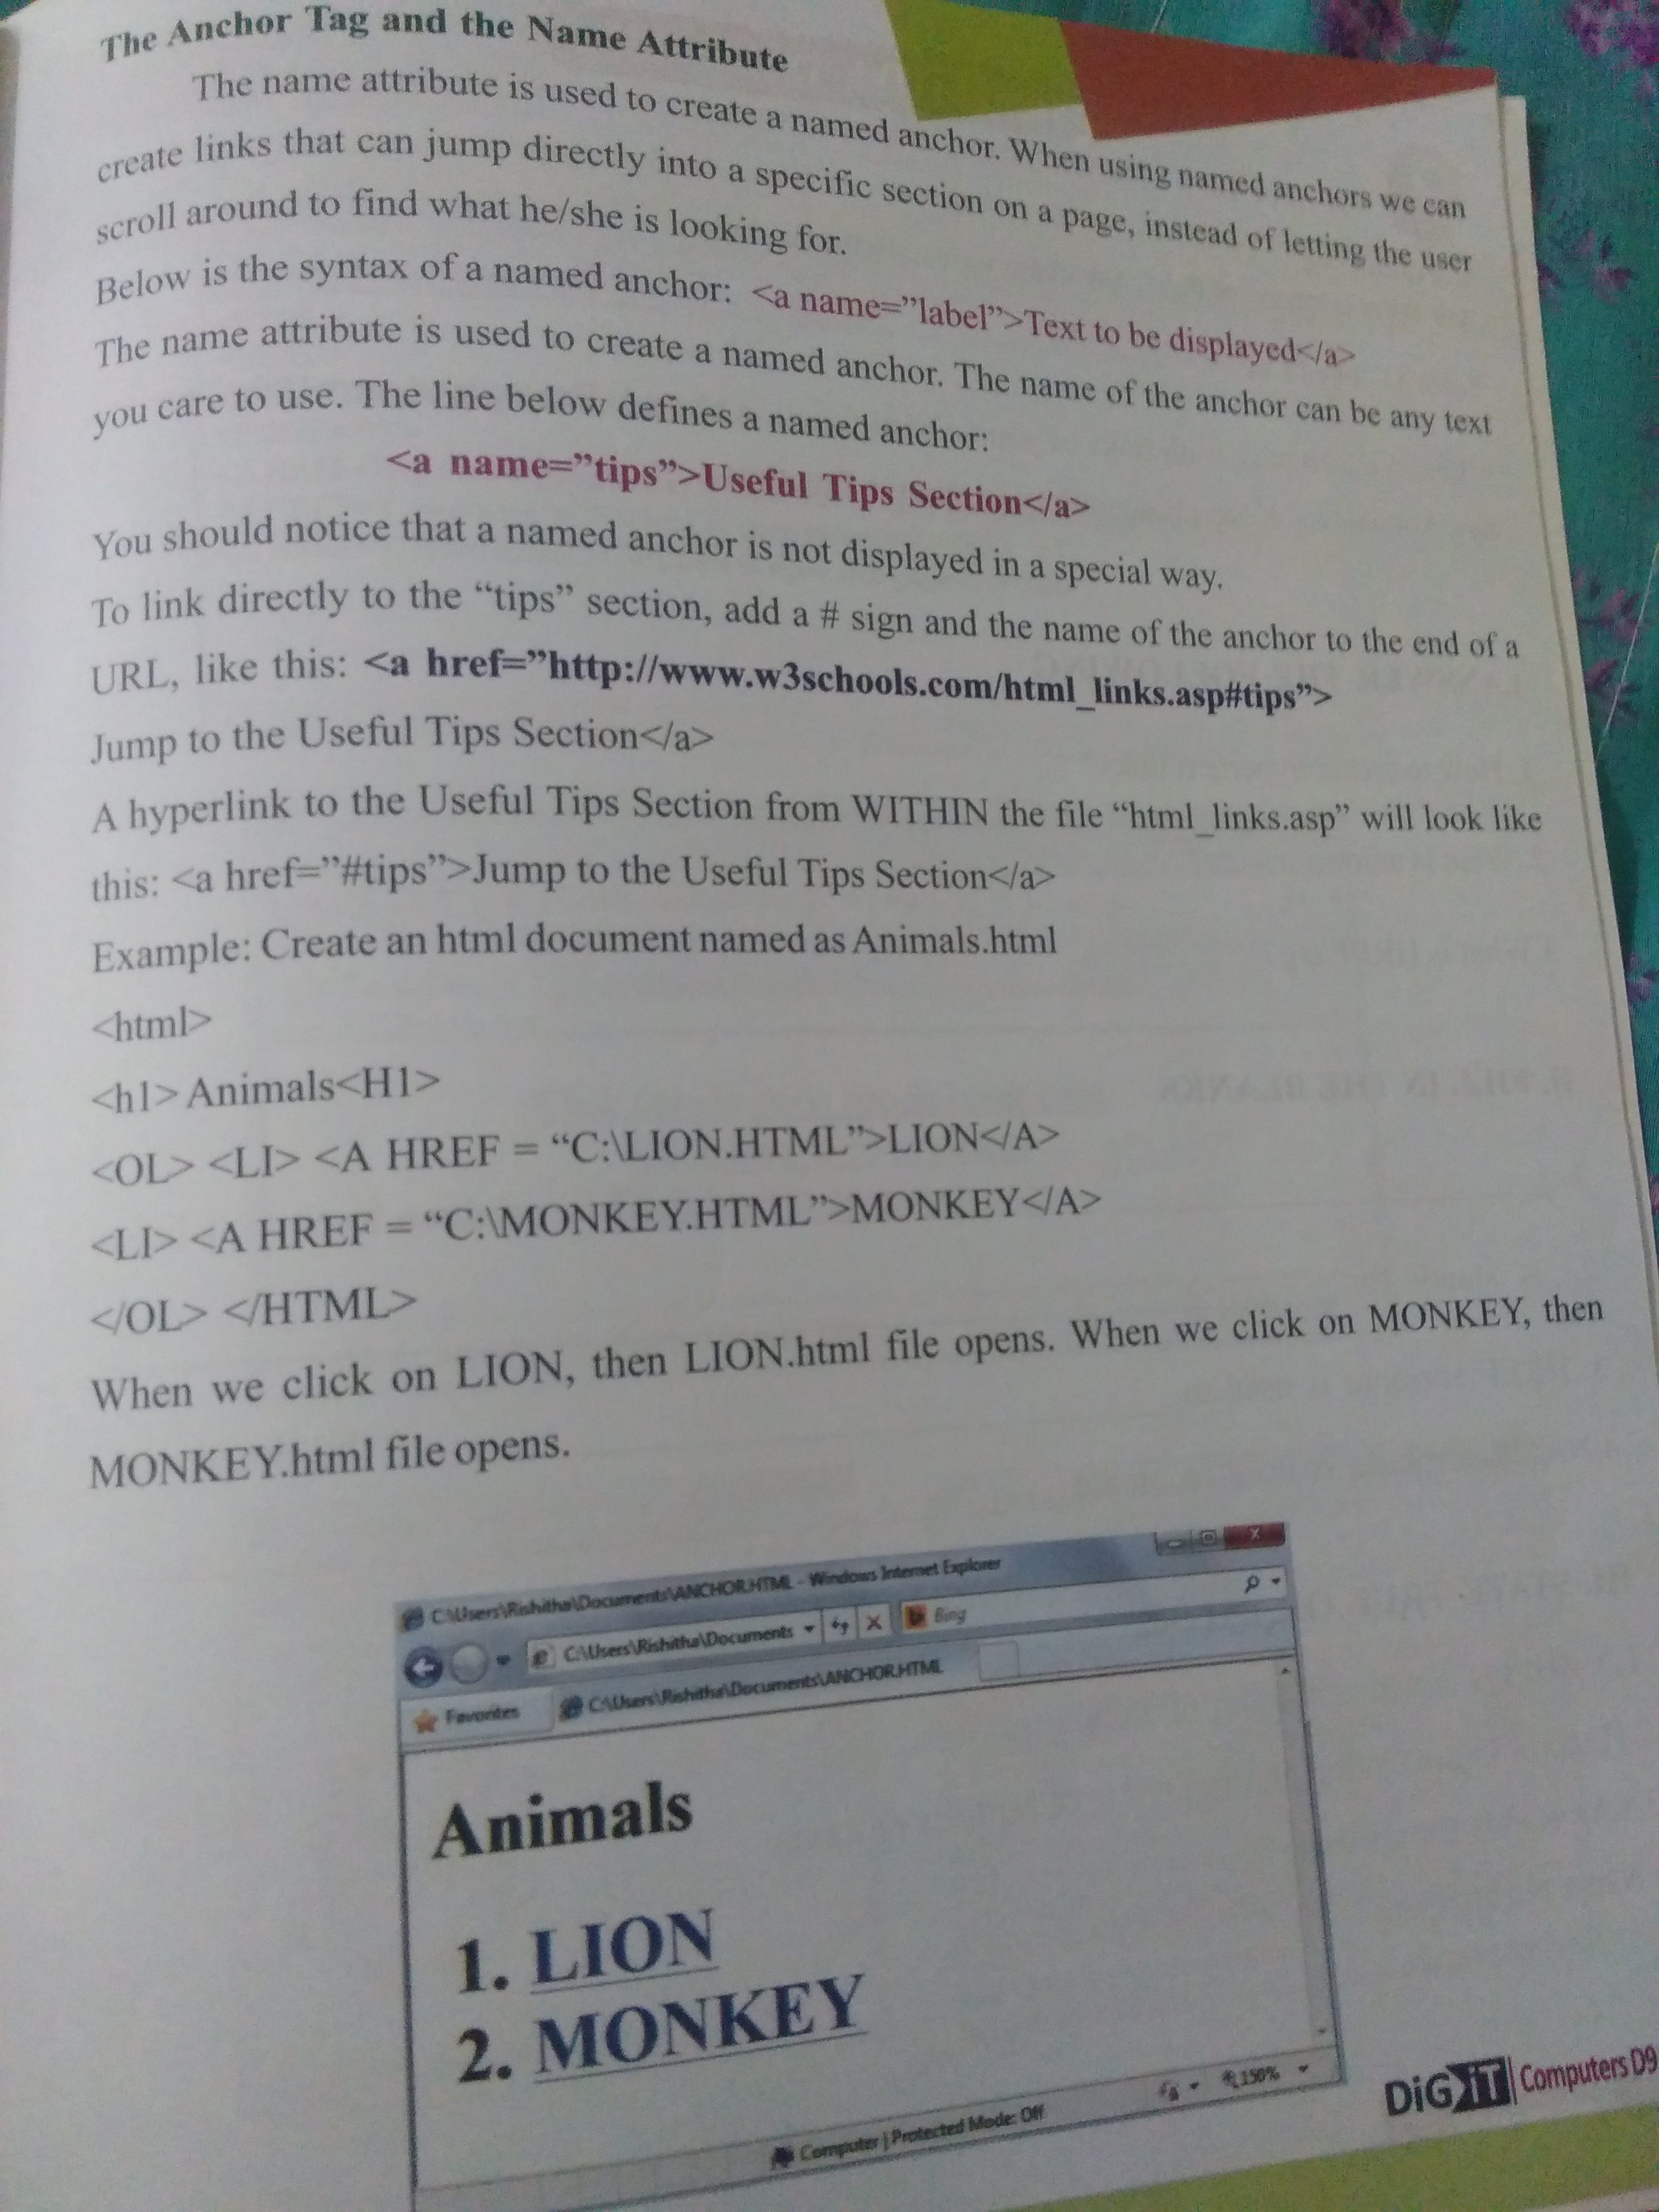 The Anchor Tag and the Name Attribute
The name attribute is used to create a named anchor. When using named anchors we can
create links that can jump directly into a specific section on a page, instead of letting the user
scroll around to find what he/she is looking for.
Below is the syntax of a named anchor: <a name=”label”>Text to be displayed</a>
The name attribute is used to create a named anchor. The name of the anchor can be any text
you care to use. The line below defines a named anchor:
<a name=”tips”>Useful Tips Section</a>
You should notice that a named anchor is not displayed in a special way.
To link directly to the “tips” section, add a # sign and the name of the anchor to the end of a
URL, like this: <a href=”http://www.w3schools.com/html_links.asp#tips”>
Jump to the Useful Tips Section</a>
A hyperlink to the Useful Tips Section from WITHIN the file “html_links.asp” will look like
this: <a href=”#tips”>Jump to the Useful Tips Section</a>
Example: Create an html document named as Animals.html
<html>
<h1> Animals<H1>
<OL> <LI> <A HREF = “C:\LION.HTML”>LION</A>
<LI> <A HREF = “C:\MONKEY.HTML”>MONKEY</A>
</OL> </HTML>
When we click on LION, then LION.html file opens. When we click on MONKEY, then
MONKEY.html file opens.
C:\Users\Rishitha\Documents\ANCHOR.HTML - Windows Internet Explorer
C:\Users\Rishitha\Documents
Bing
Favorites
C:\Users\Rishitha\Documents\ANCHOR.HTML
Animals
1. LION
2. MONKEY
Computer | Protected Mode: Off
150%
DiGiT Computers D9